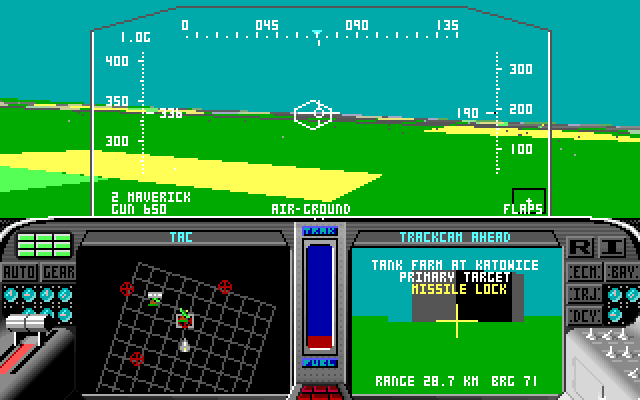 0 045 090 135
1.0G
400
300
350
336
190
200
300
100
2 MAVERICK
GUN 650
AIR-GROUND
FLAPS
TAC
TRAK
TRACKCAM AHEAD
R I
AUTO GEAR
ECM: :BAY
TANK FARM AT KATOWICE
PRIMARY TARGET
MISSILE LOCK
:IRJ:
:DCY:
FUEL
RANGE 28.7 KM BRG 71